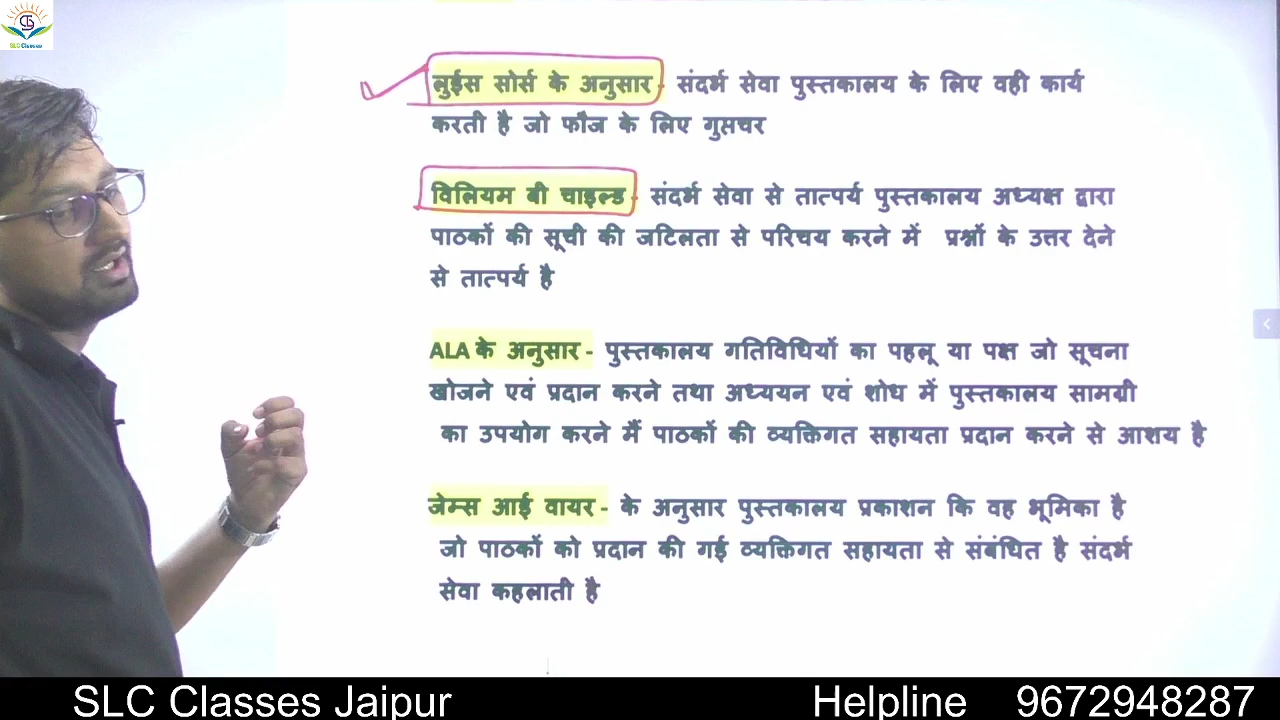 SLC Classes
लुईस सोर्स के अनुसार - संदर्भ सेवा पुस्तकालय के लिए वही कार्य
करती है जो फौज के लिए गुप्तचर
विलियम बी चाइल्ड - संदर्भ सेवा से तात्पर्य पुस्तकालय अध्यक्ष द्वारा
पाठकों की सूची की जटिलता से परिचय करने में प्रश्नों के उत्तर देने
से तात्पर्य है
ALA के अनुसार - पुस्तकालय गतिविधियों का पहलू या पक्ष जो सूचना
खोजने एवं प्रदान करने तथा अध्ययन एवं शोध में पुस्तकालय सामग्री
का उपयोग करने मैं पाठकों की व्यक्तिगत सहायता प्रदान करने से आशय है
जेम्स आई वायर - के अनुसार पुस्तकालय प्रकाशन कि वह भूमिका है
जो पाठकों को प्रदान की गई व्यक्तिगत सहायता से संबंधित है संदर्भ
सेवा कहलाती है
SLC Classes Jaipur Helpline 9672948287